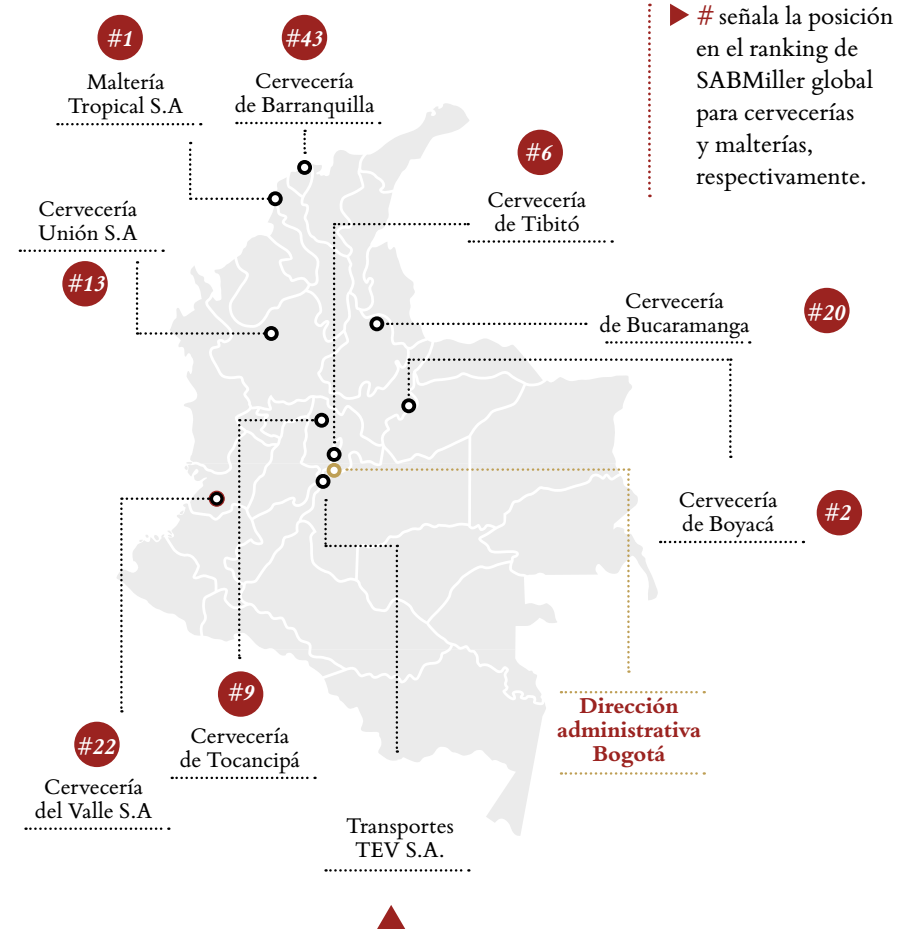 #1
Maltería
Tropical S.A
#43
Cervecería
de Barranquilla
# señala la posición
en el ranking de
SABMiller global
para cervecerías
y malterías,
respectivamente.
#6
Cervecería
de Tibitó
Cervecería
Unión S.A
#13
Cervecería
de Bucaramanga
#20
Cervecería
de Boyacá
#2
#9
Cervecería
de Tocancipá
Dirección
administrativa
Bogotá
#22
Cervecería
del Valle S.A
Transportes
TEV S.A.